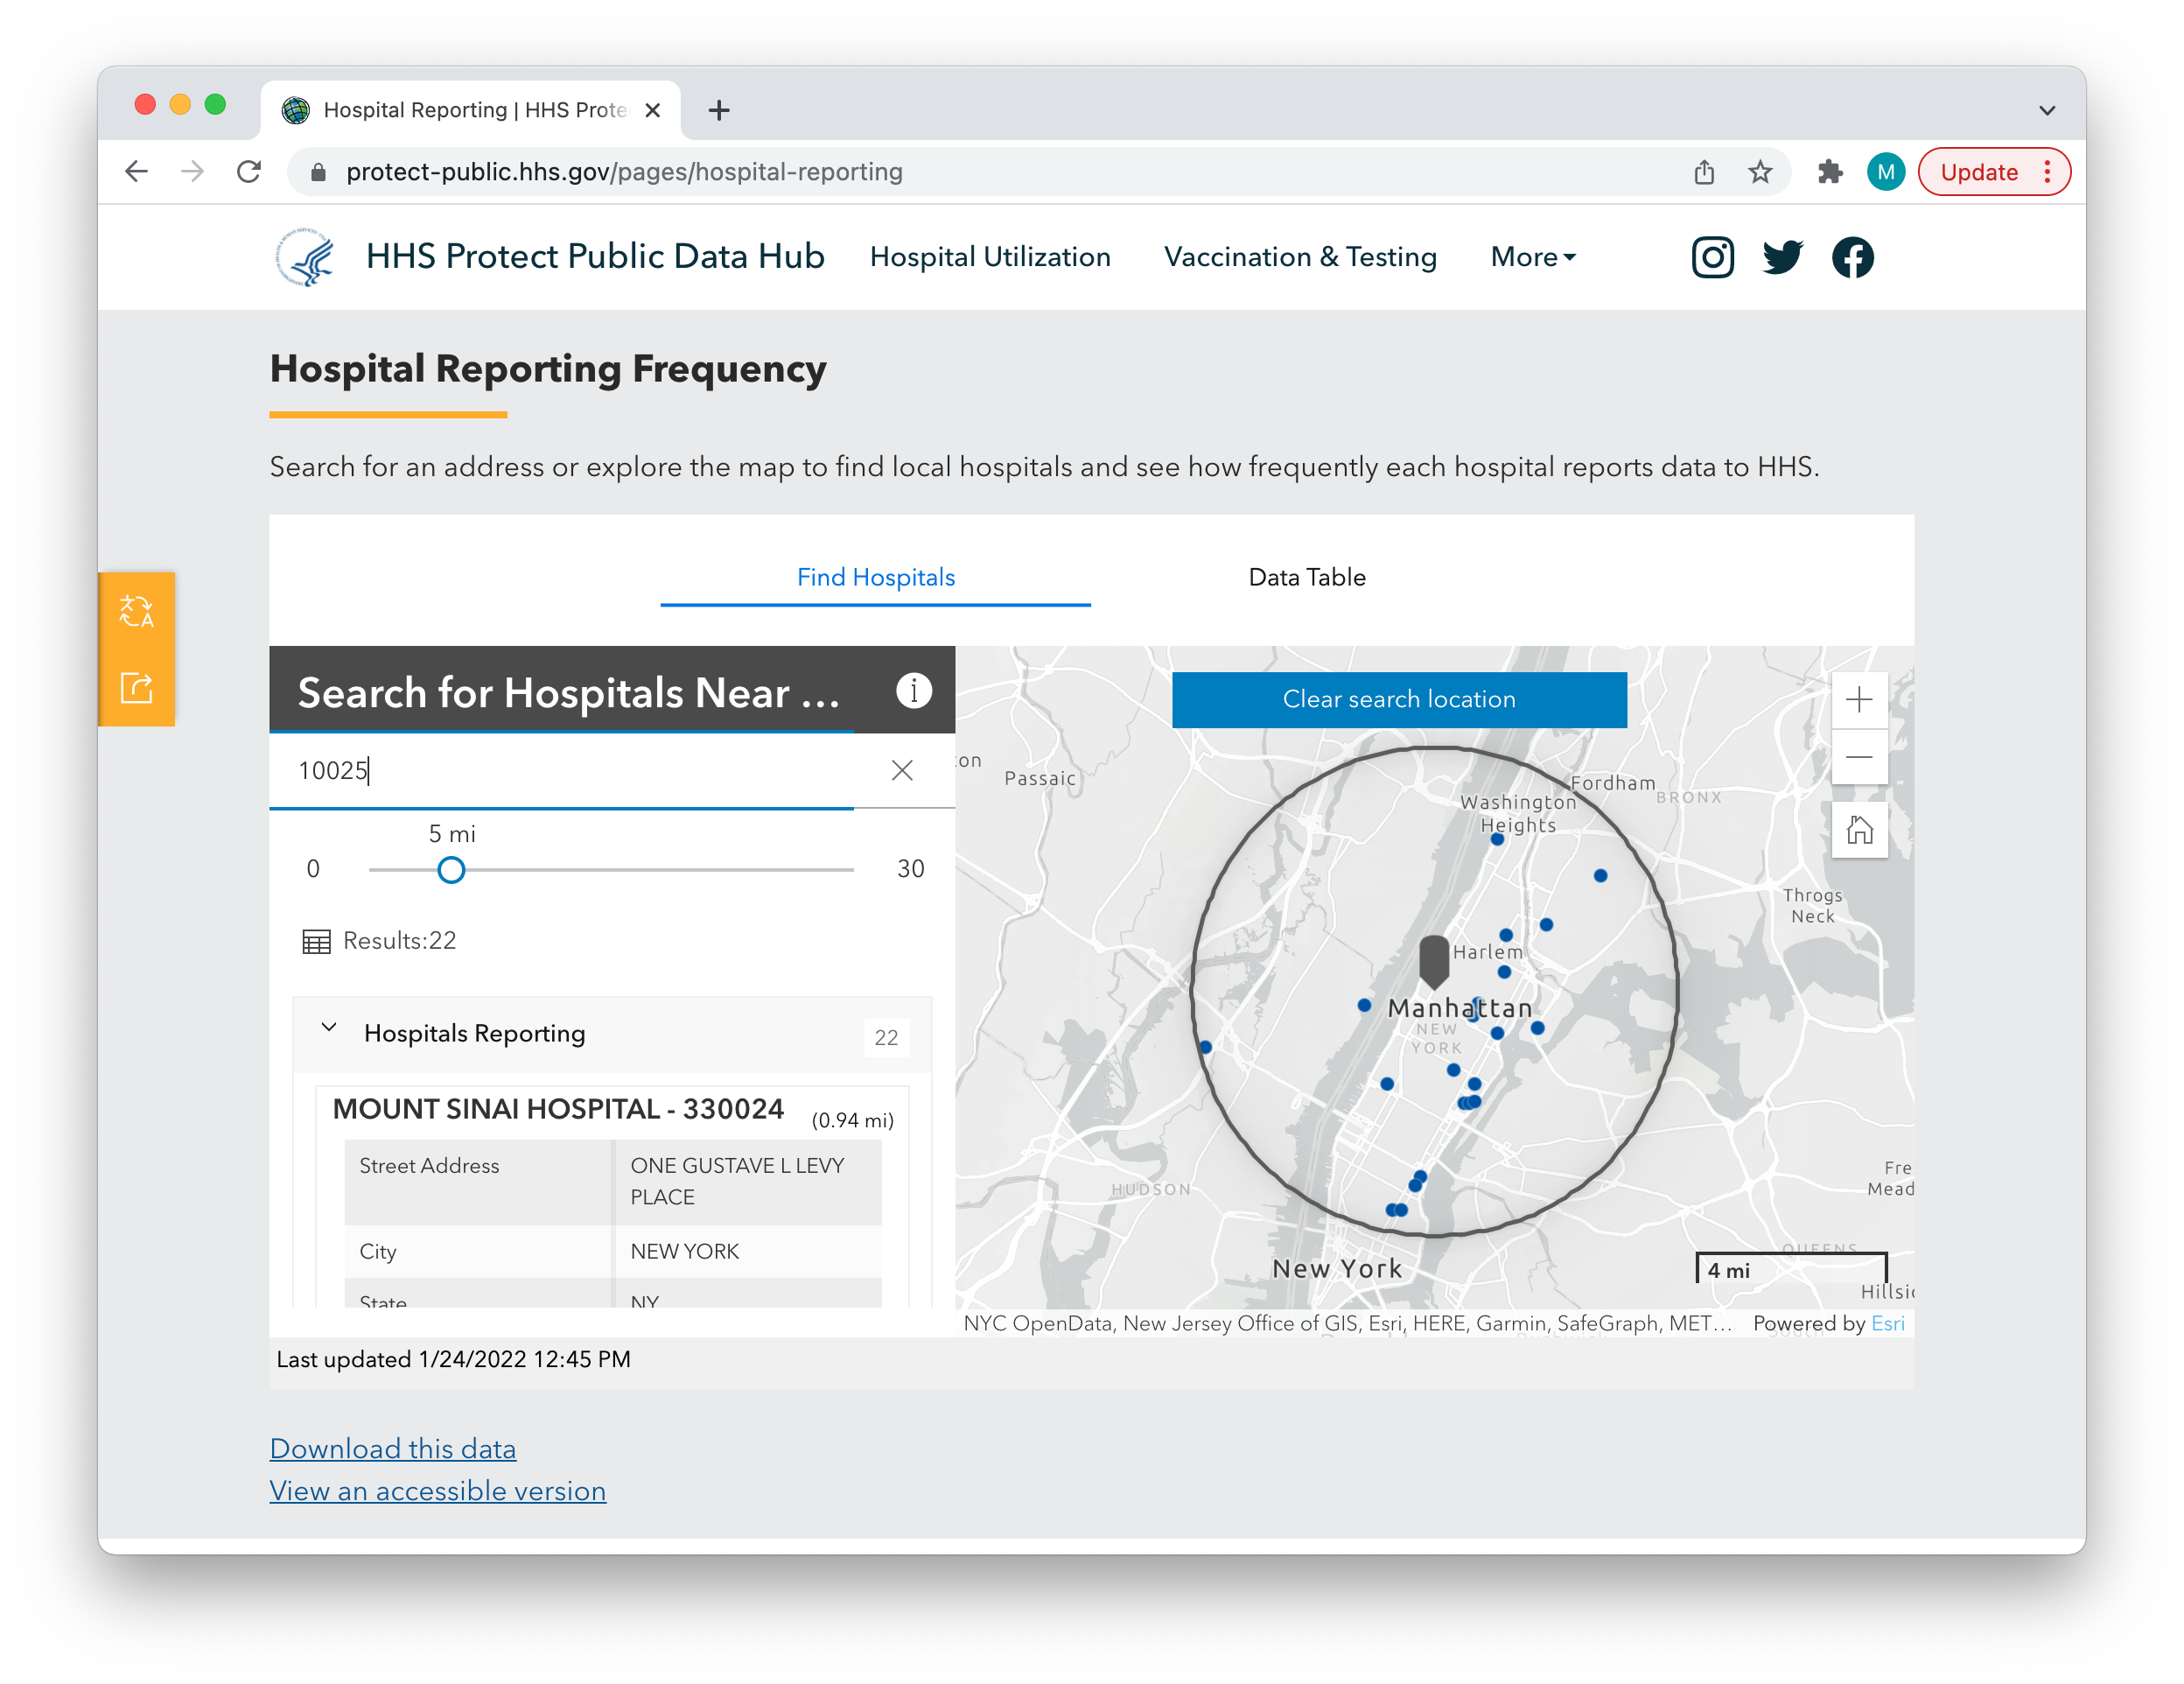 Hospital Reporting | HHS Prote
protect-public.hhs.gov/pages/hospital-reporting
M
Update
HHS Protect Public Data Hub
Hospital Utilization
Vaccination & Testing
More
Hospital Reporting Frequency
Search for an address or explore the map to find local hospitals and see how frequently each hospital reports data to HHS.
Find Hospitals
Data Table
Search for Hospitals Near ...
10025
5 mi
0
30
Results:22
Hospitals Reporting
22
MOUNT SINAI HOSPITAL - 330024
(0.94 mi)
Street Address
ONE GUSTAVE L LEVY
PLACE
City
NEW YORK
State
NY
Clear search location
Passaic
Fordham
BRONX
Washington
Heights
Throgs
Neck
Harlem
Manhattan
NEW
YORK
HUDSON
Fre
Mead
QUEENS
New York
4 mi
Hillsi
NYC OpenData, New Jersey Office of GIS, Esri, HERE, Garmin, SafeGraph, MET...
Powered by Esri
Last updated 1/24/2022 12:45 PM
Download this data
View an accessible version